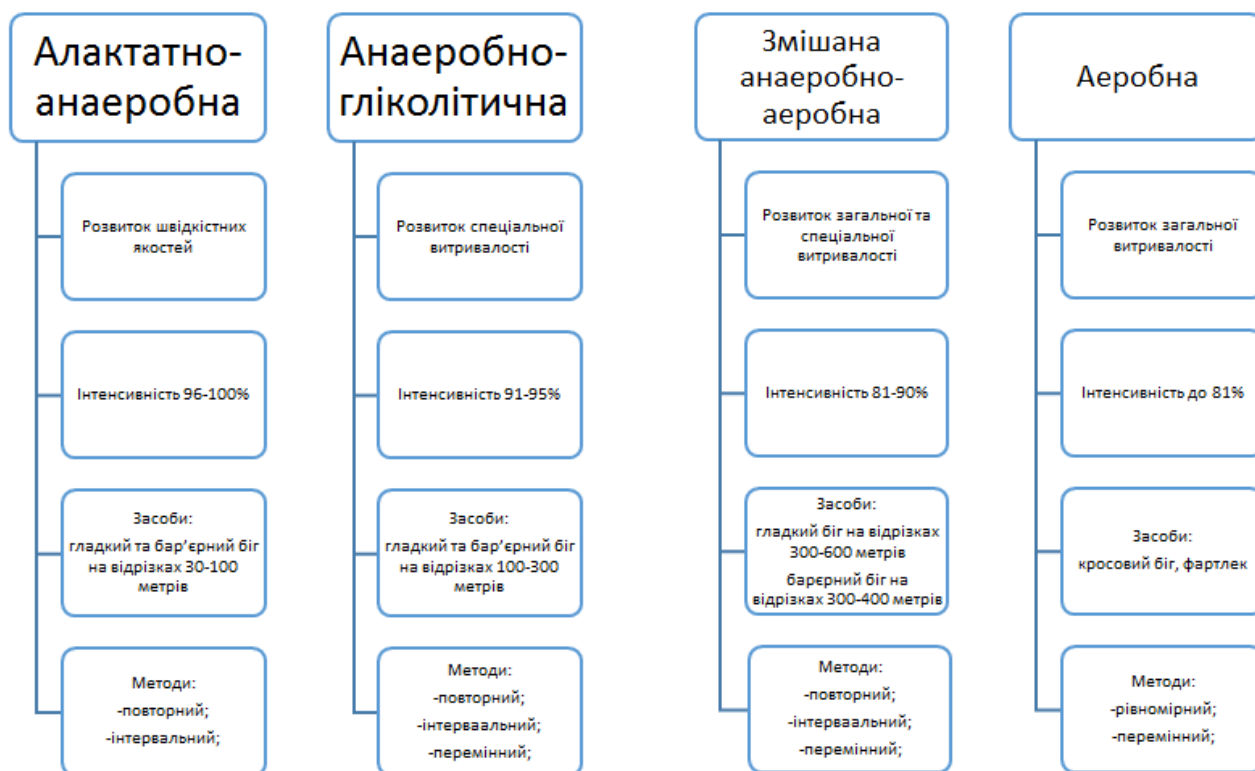 Алактатно-
анаеробна
Розвиток швідкістних
якостей
Інтенсивність 96-100%
Засоби:
гладкий та бар’єрний біг
на відрізках 30-100
метрів
Методи:
-повторний;
-інтервальний;
Анаеробно-
гліколітична
Розвиток спеціальної
витривалості
Інтенсивність 91-95%
Засоби:
гладкий та бар’єрний біг
на відрізках 100-300
метрів
Методи:
-повторний;
-інтерваальний;
-перемінний;
Змішана
анаеробно-
аеробна
Розвиток загальної та
спеціальної
витривалості
Інтенсивність 81-90%
Засоби:
гладкий біг на відрізках
300-600 метрів
барєрний біг на
відрізках 300-400 метрів
Методи:
-повторний;
-інтерваальний;
-перемінний;
Аеробна
Розвиток загальної
витривалості
Інтенсивність до 81%
Засоби:
кросовий біг, фартлек
Методи:
-рівномірний;
-перемінний;